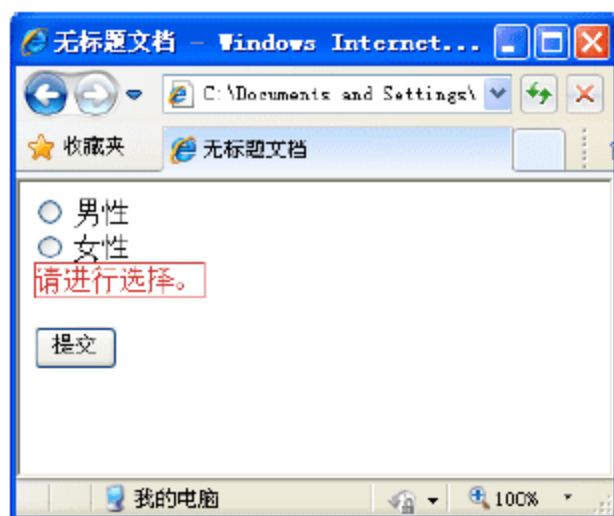 无标题文档 - Windows Internet...
C:\Documents and Settings\
收藏夹
无标题文档
男性
女性
请进行选择。
提交
我的电脑
100%